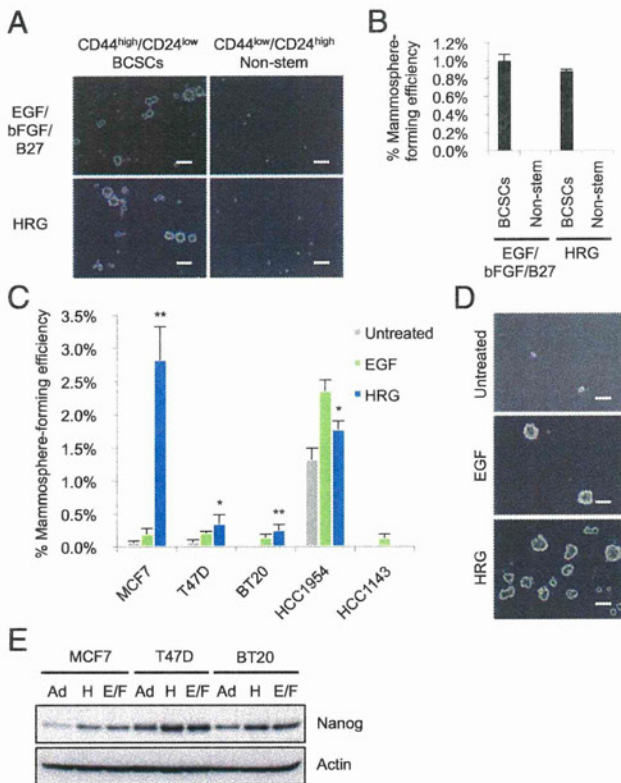 A
CD44high/CD24low
BCSCs
CD44low/CD24high
Non-stem
EGF/
bFGF/
B27
HRG
B
% Mammosphere-
forming efficiency
1.2%
1.0%
0.8%
0.6%
0.4%
0.2%
0.0%
BCSCs
Non-stem
BCSCs
Non-stem
EGF/
bFGF/B27
HRG
C
% Mammosphere-forming efficiency
3.5%
3.0%
2.5%
2.0%
1.5%
1.0%
0.5%
0.0%
**
*
**
*
Untreated
EGF
HRG
MCF7
T47D
BT20
HCC1954
HCC1143
D
Untreated
EGF
HRG
E
MCF7 T47D BT20
Ad H E/F Ad H E/F Ad H E/F
Nanog
Actin